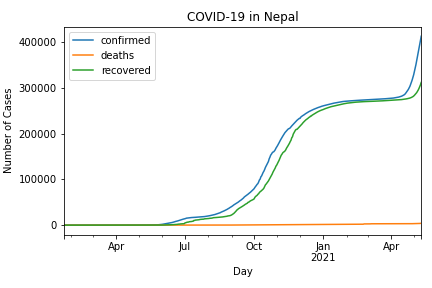 COVID-19 in Nepal
confirmed
deaths
recovered
Number of Cases
400000
300000
200000
100000
0
Apr Jul Oct Jan Apr
2021
Day